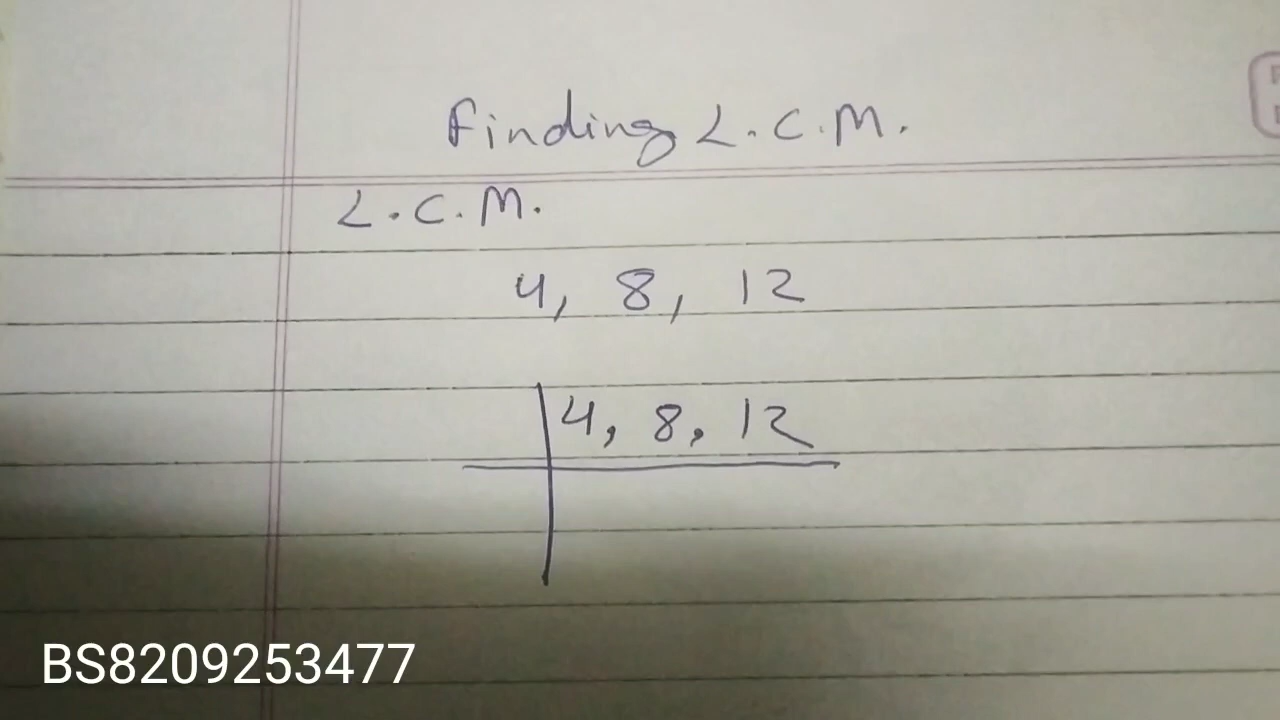 Finding L.C.M.
L.C.M.
4, 8, 12
4, 8, 12
BS8209253477